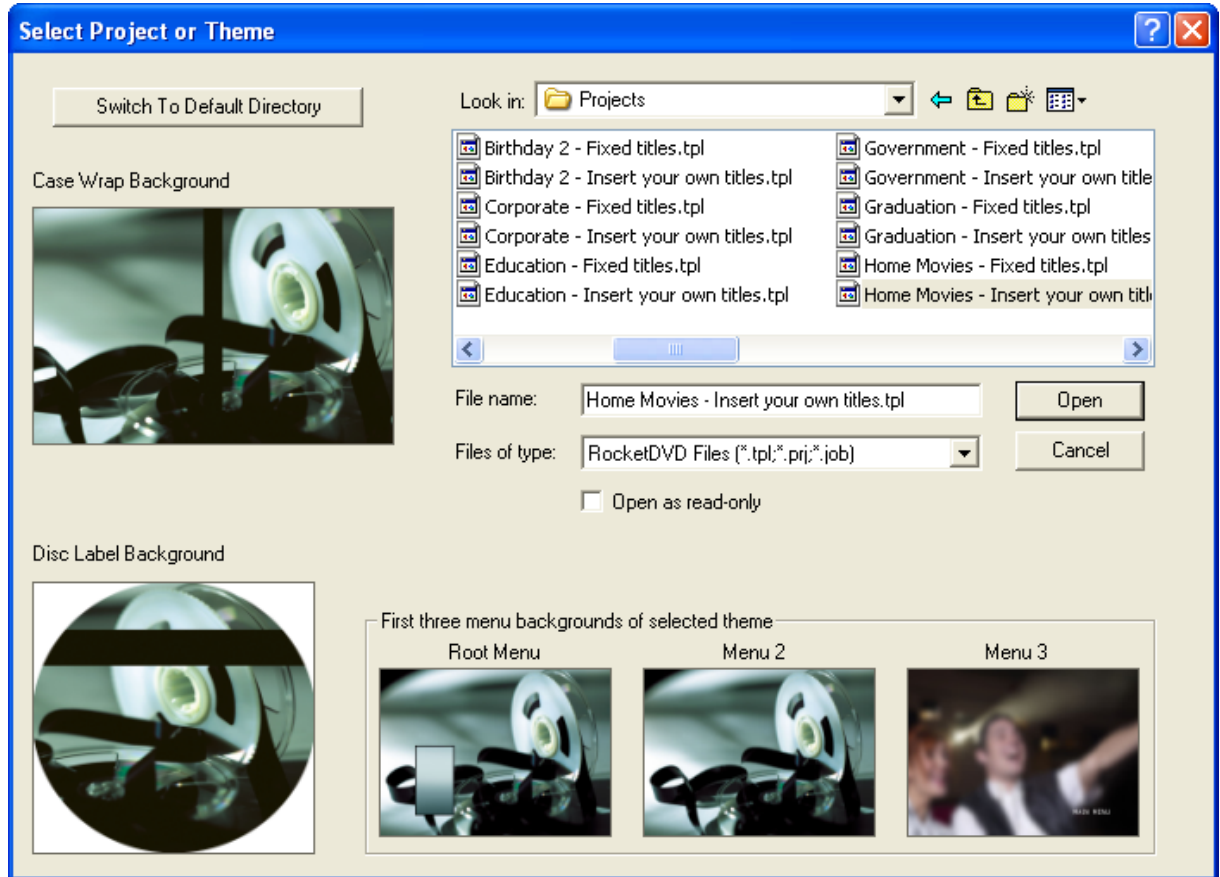 Select Project or Theme
Switch To Default Directory
Look in:
Projects
Birthday 2 - Fixed titles.tpl
Birthday 2 - Insert your own titles.tpl
Corporate - Fixed titles.tpl
Corporate - Insert your own titles.tpl
Education - Fixed titles.tpl
Education - Insert your own titles.tpl
Government - Fixed titles.tpl
Government - Insert your own title
Graduation - Fixed titles.tpl
Graduation - Insert your own titles
Home Movies - Fixed titles.tpl
Home Movies - Insert your own titl
Case Wrap Background
File name:
Home Movies - Insert your own titles.tpl
Open
Files of type:
RocketDVD Files (*.tpl;*.prj;*.job)
Cancel
Open as read-only
Disc Label Background
First three menu backgrounds of selected theme
Root Menu
Menu 2
Menu 3
MAIN MENU